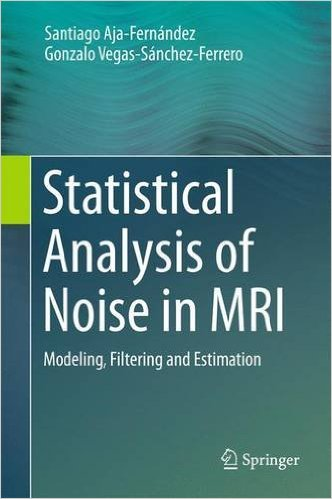 Santiago Aja-Fernández
Gonzalo Vegas-Sánchez-Ferrero
Statistical
Analysis of
Noise in MRI
Modeling, Filtering and Estimation
Springer